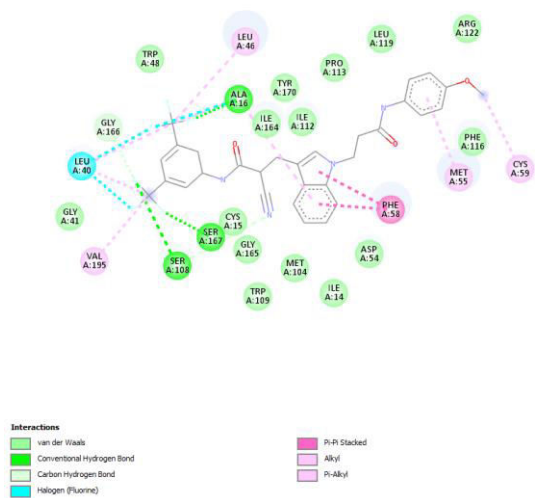 LEU
A:46
TRP
A:48
LEU
A:119
ARG
A:122
PRO
A:113
TYR
A:170
ALA
A:16
GLY
A:166
ILE
A:164
ILE
A:112
O
O
PHE
A:116
LEU
A:40
N
N
MET
A:55
CYS
A:59
N
GLY
A:41
CYS
A:15
SER
A:167
PHE
A:58
N
VAL
A:195
SER
A:108
GLY
A:165
MET
A:104
ASP
A:54
TRP
A:109
ILE
A:14
Interactions
van der Waals
Conventional Hydrogen Bond
Carbon Hydrogen Bond
Halogen (Fluorine)
Pi-Pi Stacked
Alkyl
Pi-Alkyl